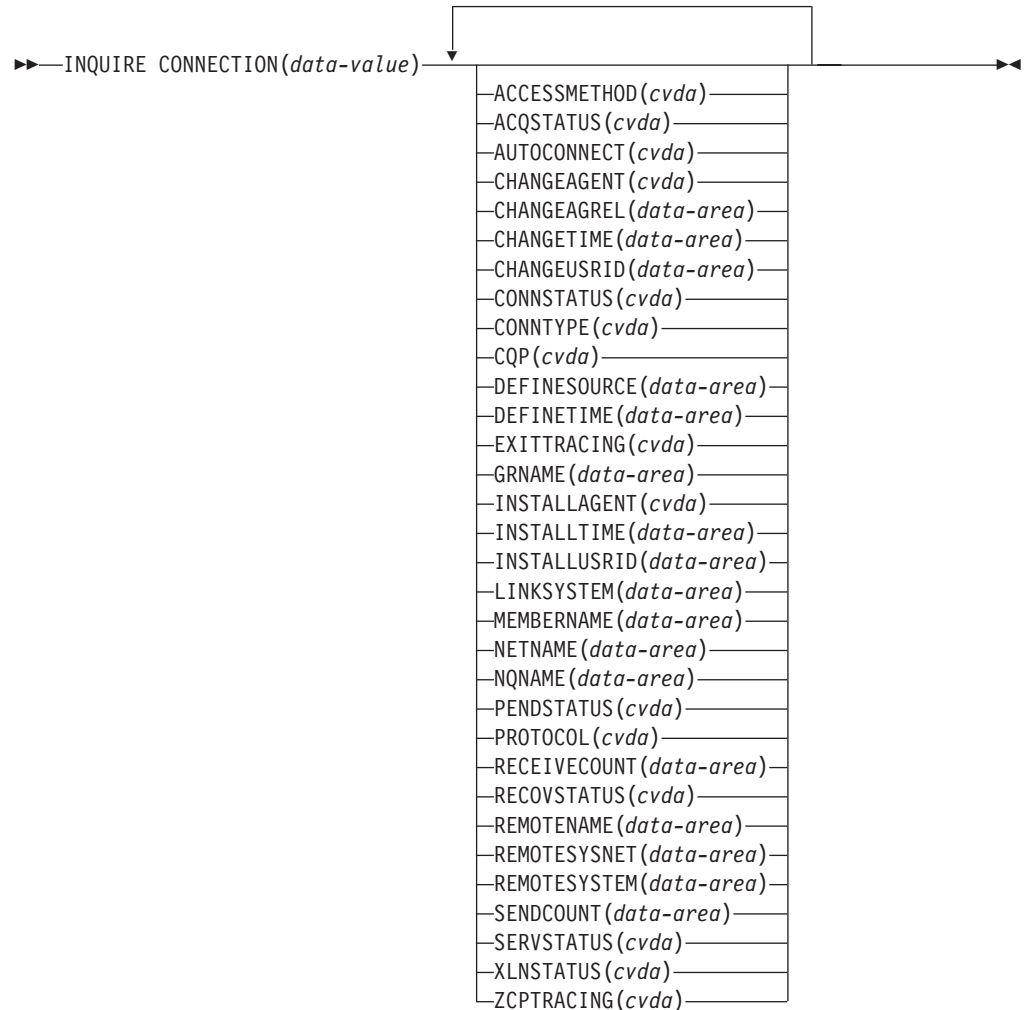 INQUIRE CONNECTION(data-value)
ACCESSMETHOD(cvda)
ACQSTATUS(cvda)
AUTOCONNECT(cvda)
CHANGEAGENT(cvda)
CHANGEAGREL(data-area)
CHANGETIME(data-area)
CHANGEUSRID(data-area)
CONNSTATUS(cvda)
CONNTYPE(cvda)
CQP(cvda)
DEFINESOURCE(data-area)
DEFINETIME(data-area)
EXITTRACING(cvda)
GRNAME(data-area)
INSTALLAGENT(cvda)
INSTALLTIME(data-area)
INSTALLUSRID(data-area)
LINKSYSTEM(data-area)
MEMBERNAME(data-area)
NETNAME(data-area)
NQNAME(data-area)
PENDSTATUS(cvda)
PROTOCOL(cvda)
RECEIVECOUNT(data-area)
RECOVSTATUS(cvda)
REMOTENAME(data-area)
REMOTESYSNET(data-area)
REMOTESYSTEM(data-area)
SENDCOUNT(data-area)
SERVSTATUS(cvda)
XLNSTATUS(cvda)
ZCPTRACING(cvda)